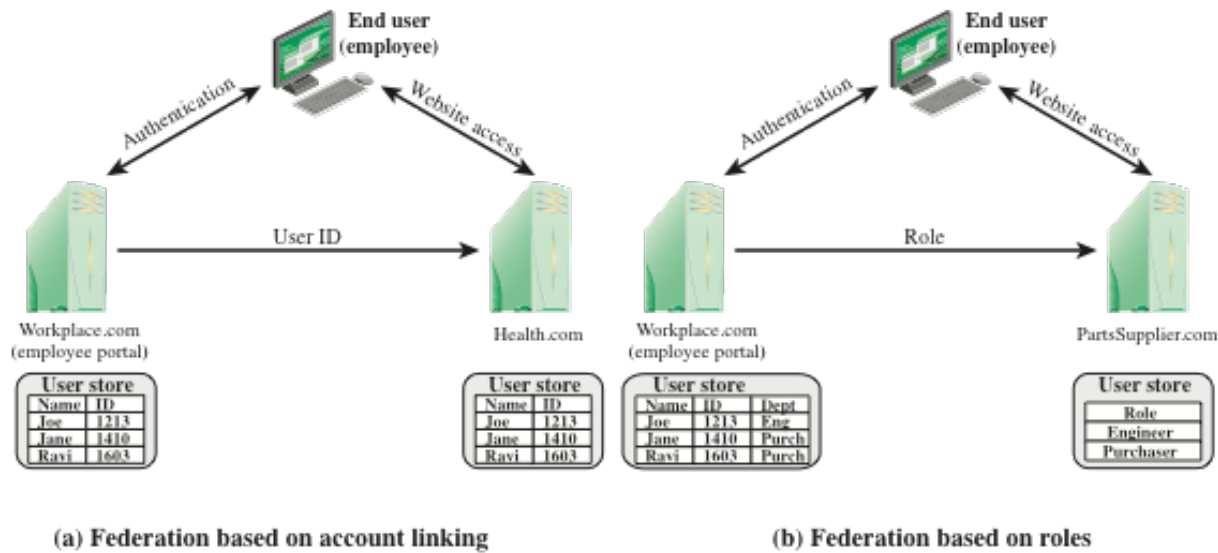 End user
(employee)
Authentication
Website access
User ID
Workplace.com
(employee portal)
Health.com
User store
Name ID
Joe 1213
Jane 1410
Ravi 1603
User store
Name ID
Joe 1213
Jane 1410
Ravi 1603
(a) Federation based on account linking
End user
(employee)
Authentication
Website access
Role
Workplace.com
(employee portal)
PartsSupplier.com
User store
Name ID Dept
Joe 1213 Eng
Jane 1410 Purch
Ravi 1603 Purch
User store
Role
Engineer
Purchaser
(b) Federation based on roles